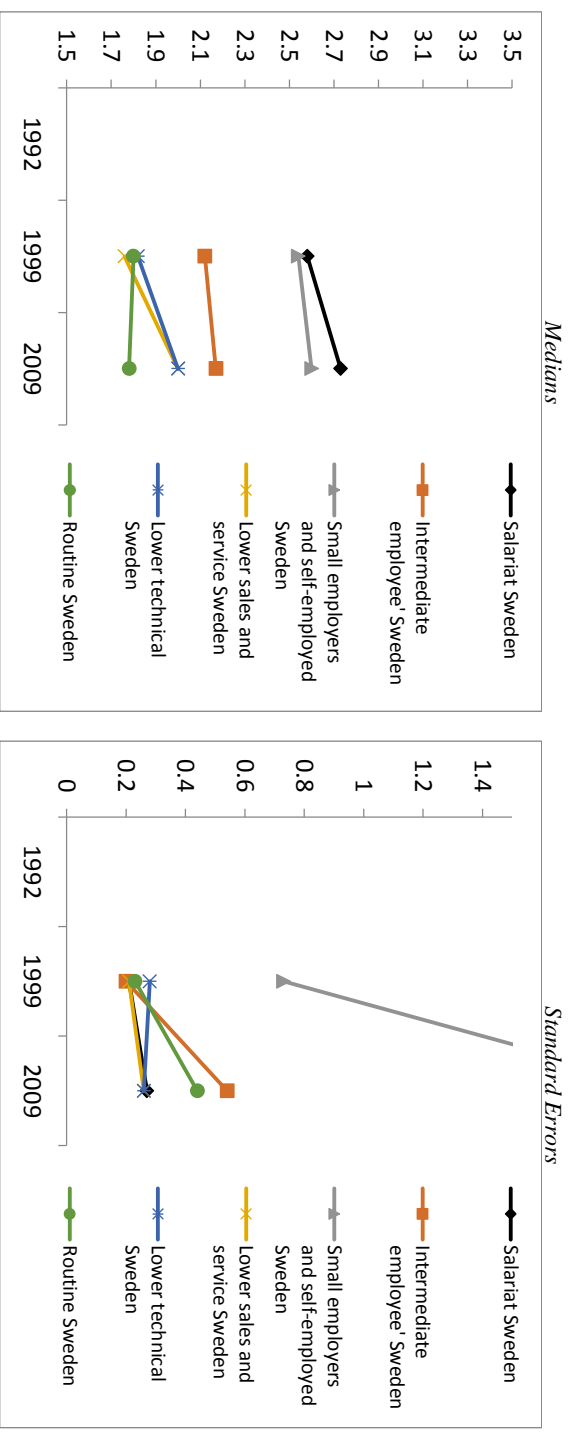 Medians
3.5
3.3
3.1
2.9
2.7
2.5
2.3
2.1
1.9
1.7
1.5
1992
1999
2009
Salariat Sweden
Intermediate
employee' Sweden
Small employers
and self-employed
Sweden
Lower sales and
service Sweden
Lower technical
Sweden
Routine Sweden
Standard Errors
1.4
1.2
1
0.8
0.6
0.4
0.2
0
1992
1999
2009
Salariat Sweden
Intermediate
employee' Sweden
Small employers
and self-employed
Sweden
Lower sales and
service Sweden
Lower technical
Sweden
Routine Sweden